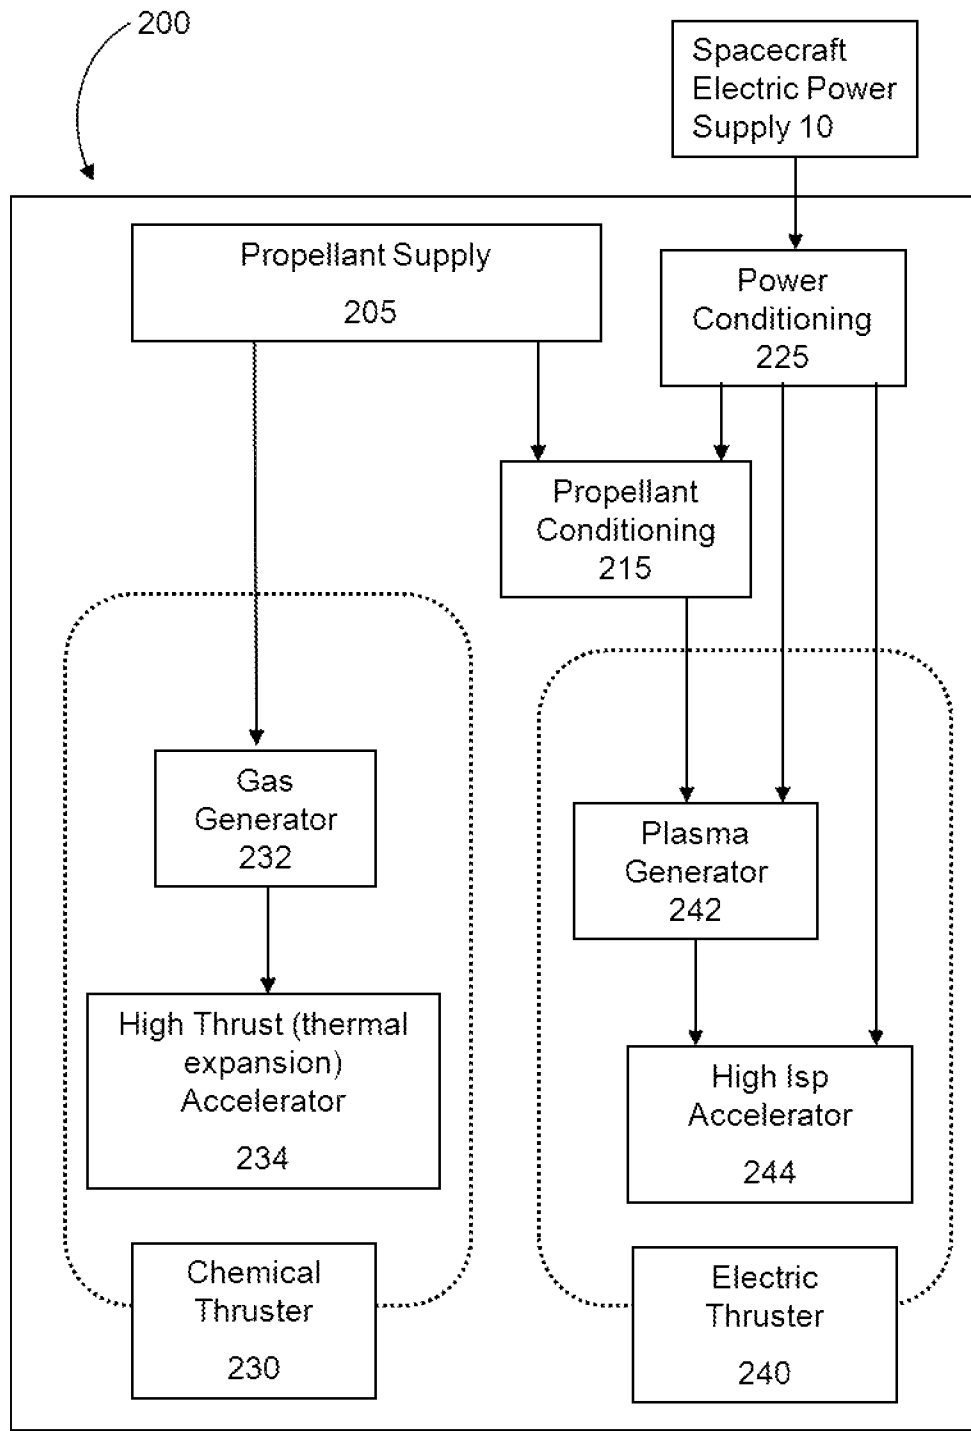 200
Spacecraft
Electric Power
Supply 10
Propellant Supply
205
Power
Conditioning
225
Propellant
Conditioning
215
Gas
Generator
232
Plasma
Generator
242
High Thrust (thermal
expansion)
Accelerator
234
High Isp
Accelerator
244
Chemical
Thruster
230
Electric
Thruster
240